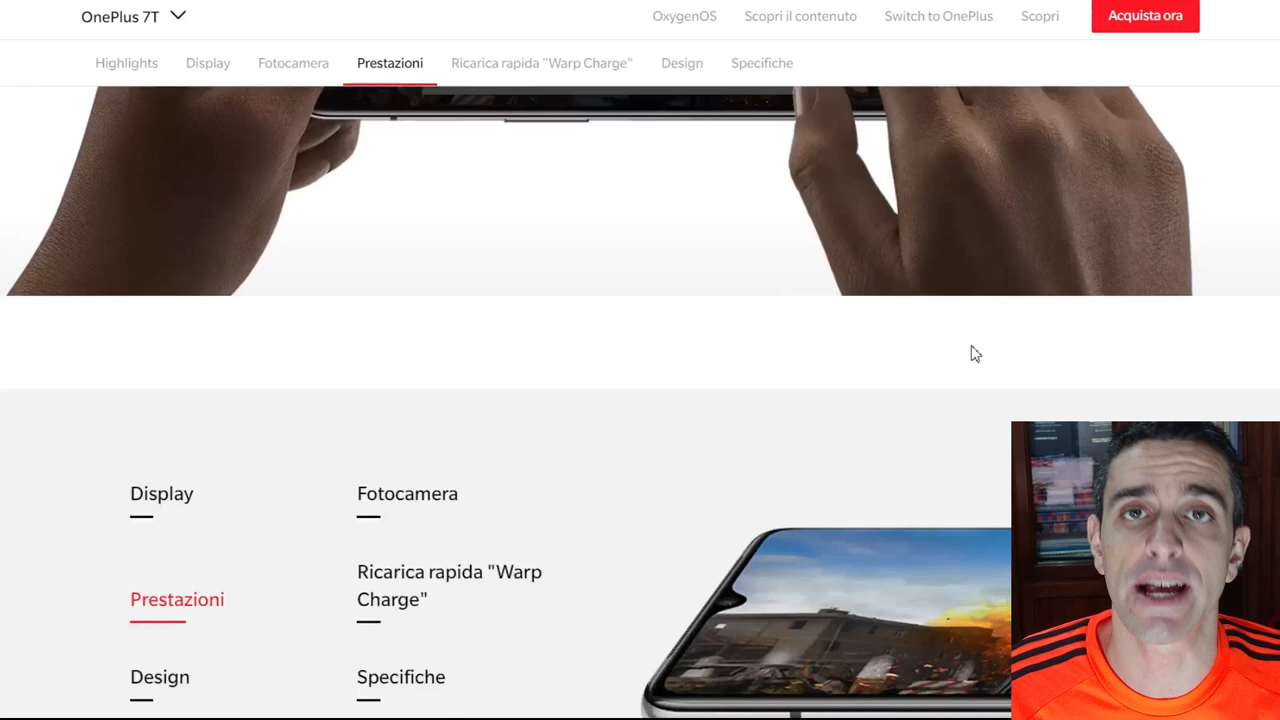 OnePlus 7T
OxygenOS
Scopri il contenuto
Switch to OnePlus
Scopri
Acquista ora
Highlights
Display
Fotocamera
Prestazioni
Ricarica rapida "Warp Charge"
Design
Specifiche
Display
Fotocamera
Prestazioni
Ricarica rapida "Warp
Charge"
Design
Specifiche